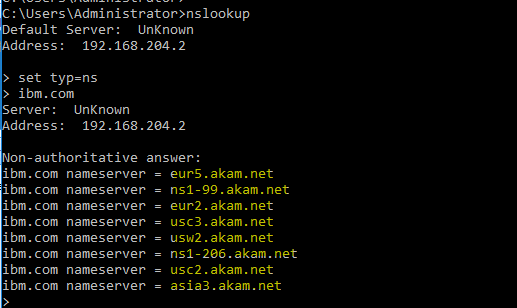 C:\Users\Administrator>nslookup
Default Server:  UnKnown
Address:  192.168.204.2
> set typ=ns
> ibm.com
Server:  UnKnown
Address:  192.168.204.2
Non-authoritative answer:
ibm.com nameserver = eur5.akam.net
ibm.com nameserver = ns1-99.akam.net
ibm.com nameserver = eur2.akam.net
ibm.com nameserver = usc3.akam.net
ibm.com nameserver = usw2.akam.net
ibm.com nameserver = ns1-206.akam.net
ibm.com nameserver = usc2.akam.net
ibm.com nameserver = asia3.akam.net
>